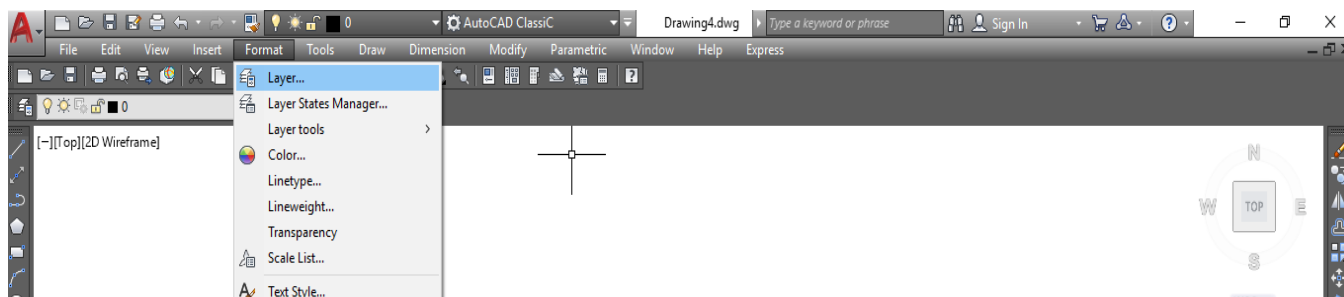 A 0 AutoCAD ClassiC Drawing4.dwg Type a keyword or phrase Sign In ?
File Edit View Insert Format Tools Draw Dimension Modify Parametric Window Help Express
Layer... ?
0 Layer States Manager...
Layer tools
[−][Top][2D Wireframe]
Color...
N
Linetype...
Lineweight...
W TOP E
Transparency
Scale List...
S
Text Style...